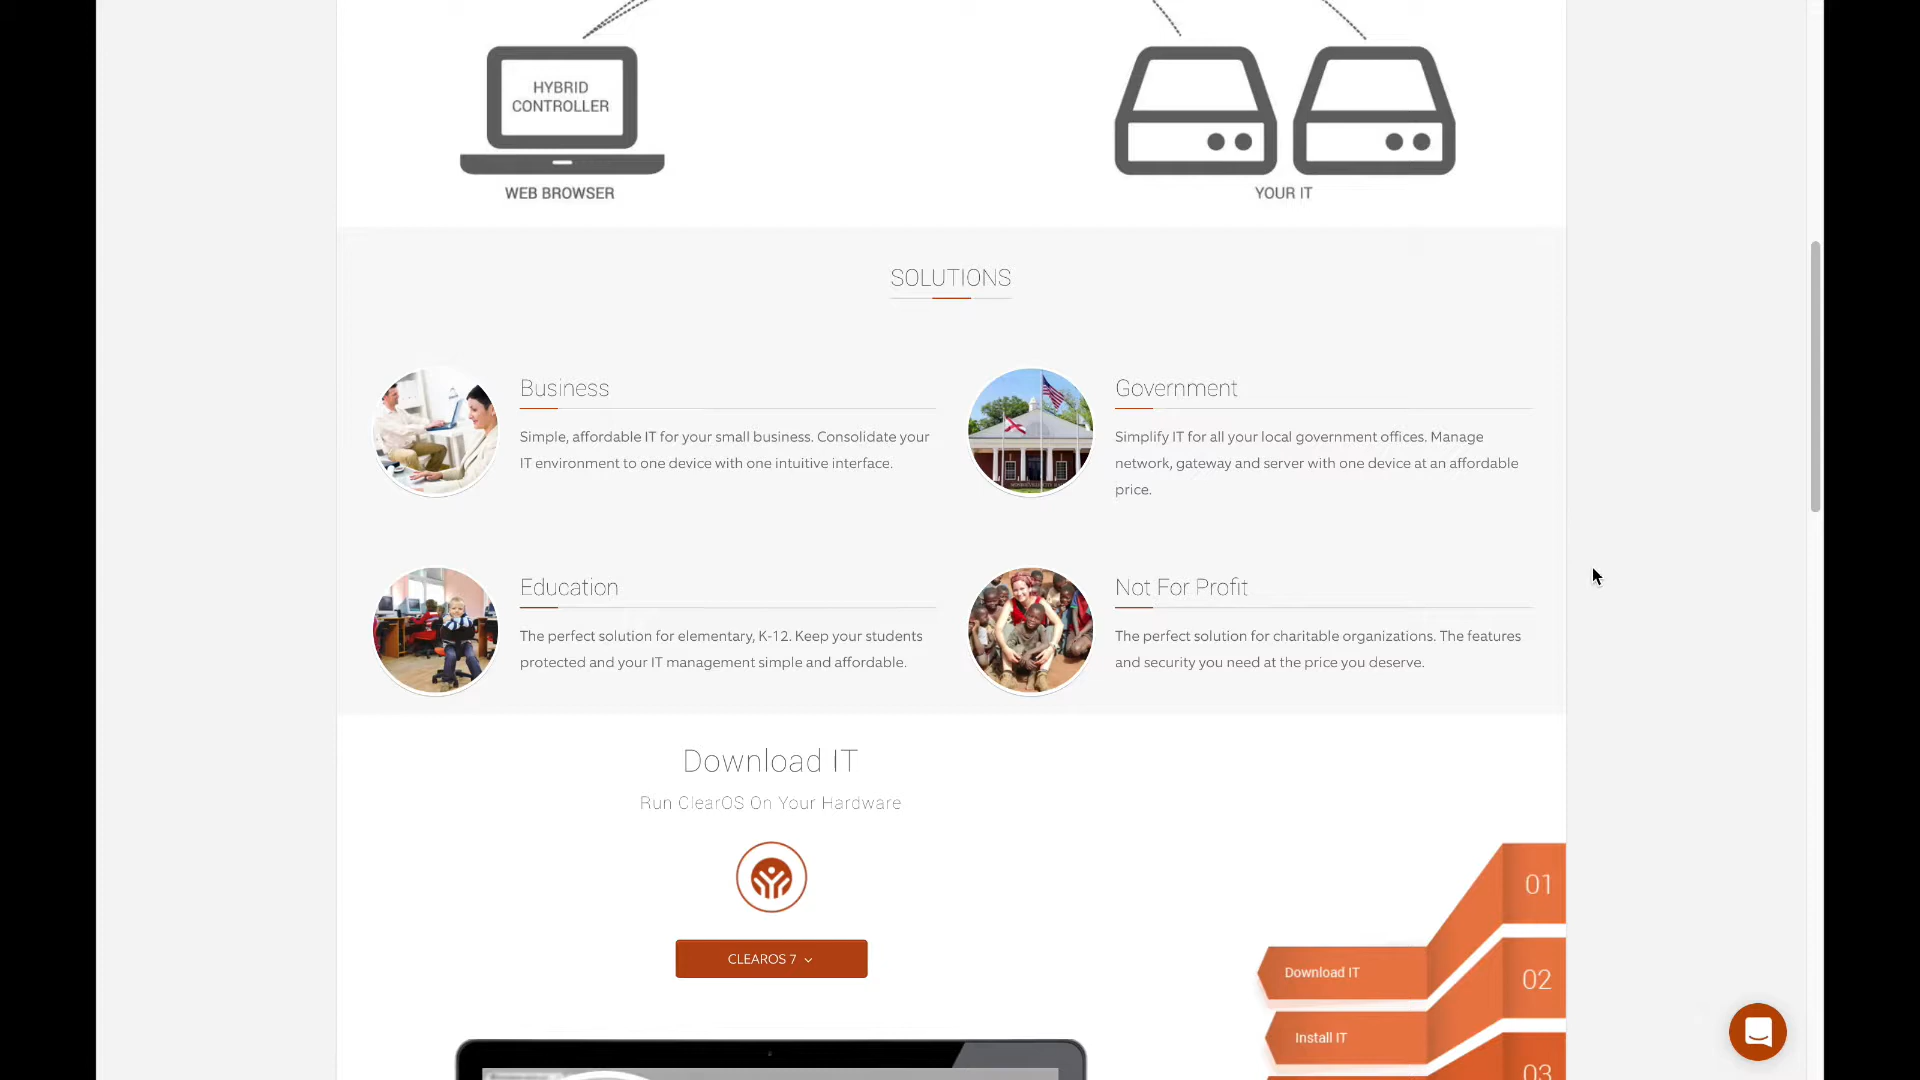 HYBRID
CONTROLLER
WEB BROWSER
YOUR IT
SOLUTIONS
Business
Simple, affordable IT for your small business. Consolidate your
IT environment to one device with one intuitive interface.
Government
Simplify IT for all your local government offices. Manage
network, gateway and server with one device at an affordable
price.
Education
The perfect solution for elementary, K-12. Keep your students
protected and your IT management simple and affordable.
Not For Profit
The perfect solution for charitable organizations. The features
and security you need at the price you deserve.
Download IT
Run ClearOS On Your Hardware
CLEAROS 7
01
Download IT
02
Install IT
03